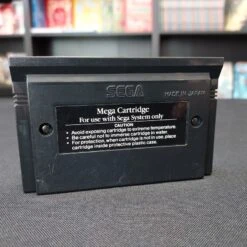 SEGA
MADE IN JAPAN
Mega Cartridge
For use with Sega System only
CAUTION
• Avoid exposing cartridge to extreme temperature.
• Be careful not to immerse cartridge in water.
• For protection, when cartridge is not in use, place
cartridge inside protective plastic case.